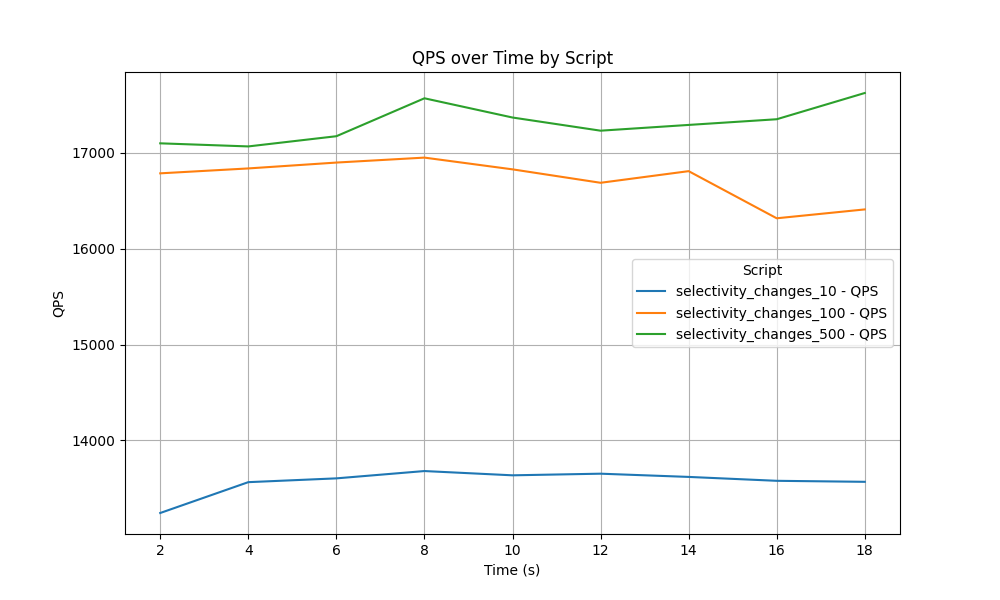 QPS over Time by Script
17000
16000
15000
14000
QPS
Script
selectivity_changes_10 - QPS
selectivity_changes_100 - QPS
selectivity_changes_500 - QPS
2 4 6 8 10 12 14 16 18
Time (s)